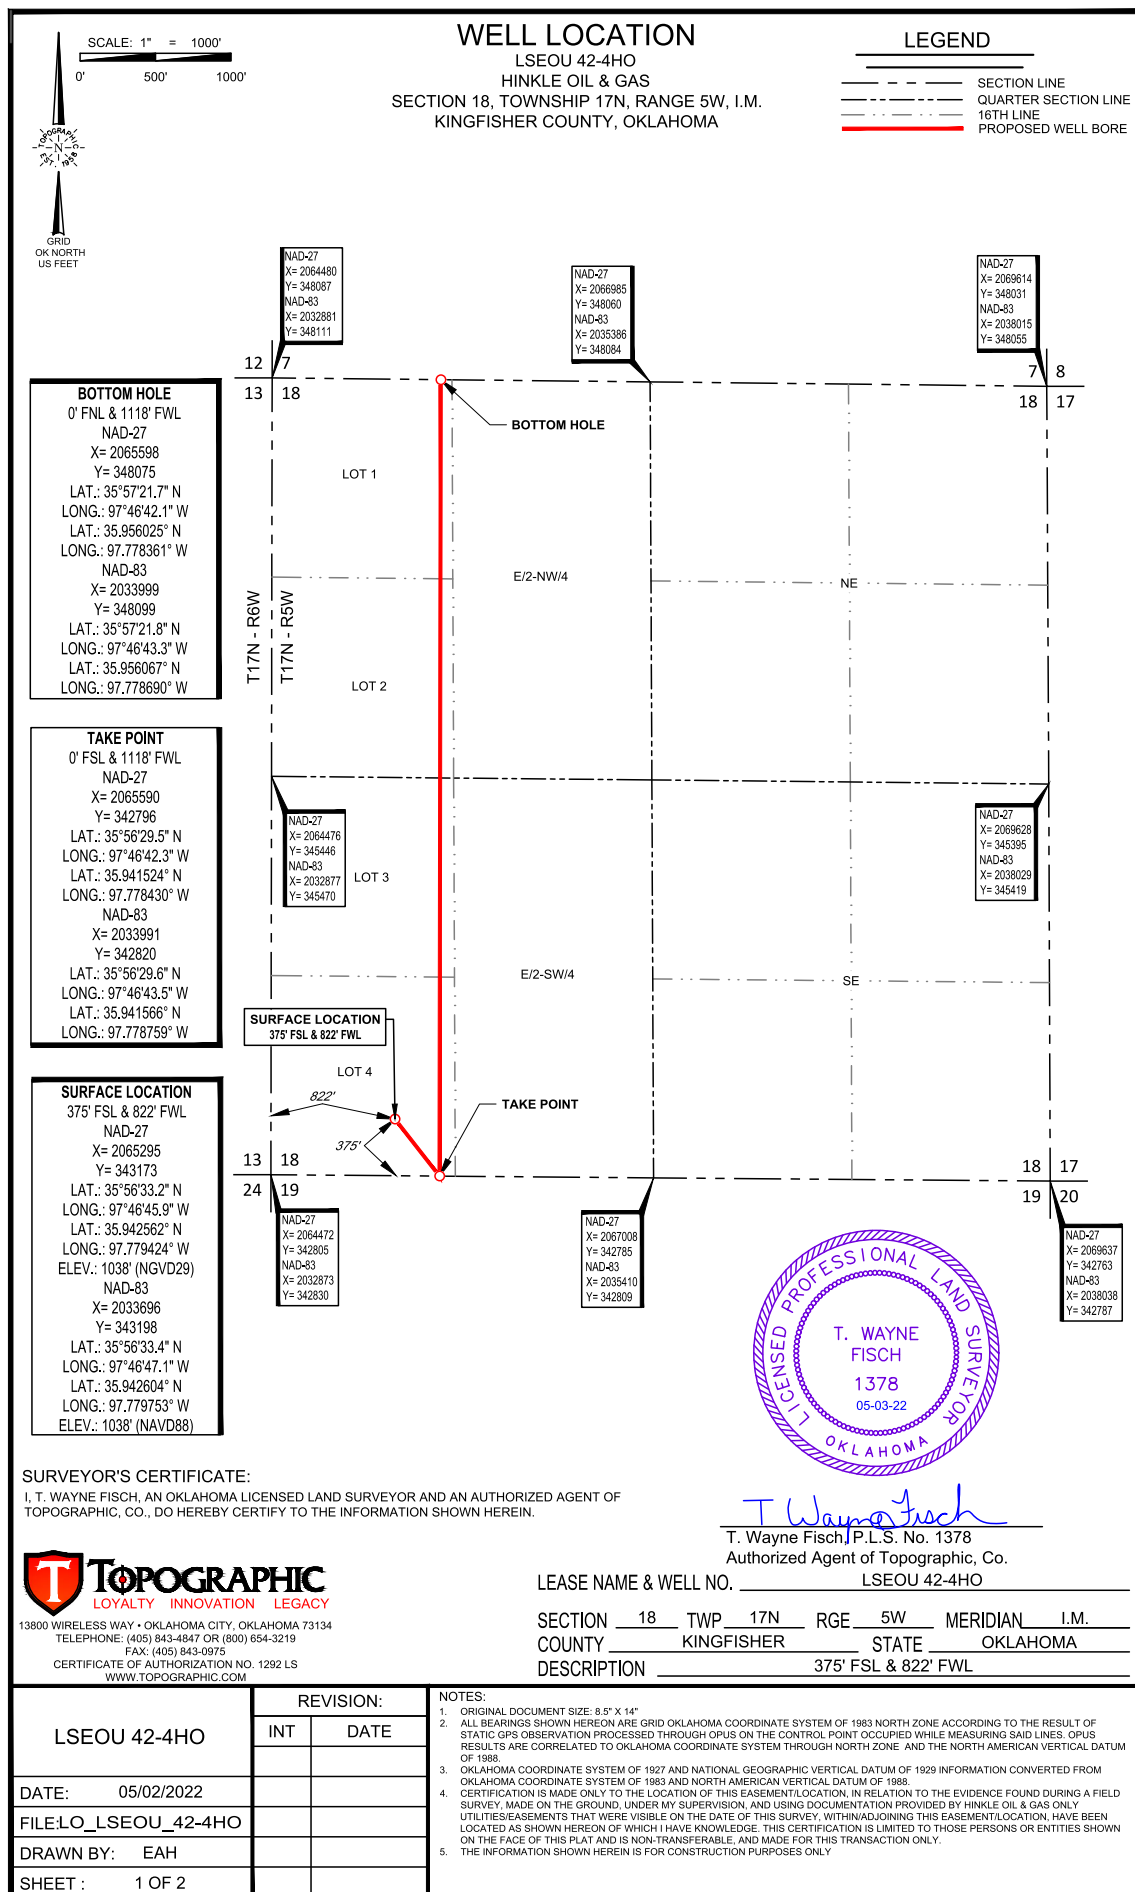 SCALE: 1" = 1000'
0' 500' 1000'
TOPOGRAPHIC
N
EST. 1958
GRID
OK NORTH
US FEET
WELL LOCATION
LSEOU 42-4HO
HINKLE OIL & GAS
SECTION 18, TOWNSHIP 17N, RANGE 5W, I.M.
KINGFISHER COUNTY, OKLAHOMA
LEGEND
SECTION LINE
QUARTER SECTION LINE
16TH LINE
PROPOSED WELL BORE
NAD-27
X= 2064480
Y= 348087
NAD-83
X= 2032881
Y= 348111
NAD-27
X= 2066985
Y= 348060
NAD-83
X= 2035386
Y= 348084
NAD-27
X= 2069614
Y= 348031
NAD-83
X= 2038015
Y= 348055
12 7
13 18
7 8
18 17
BOTTOM HOLE
0' FNL & 1118' FWL
NAD-27
X= 2065598
Y= 348075
LAT.: 35°57'21.7" N
LONG.: 97°46'42.1" W
LAT.: 35.956025° N
LONG.: 97.778361° W
NAD-83
X= 2033999
Y= 348099
LAT.: 35°57'21.8" N
LONG.: 97°46'43.3" W
LAT.: 35.956067° N
LONG.: 97.778690° W
BOTTOM HOLE
LOT 1
E/2-NW/4
NE
T17N - R6W
T17N - R5W
LOT 2
TAKE POINT
0' FSL & 1118' FWL
NAD-27
X= 2065590
Y= 342796
LAT.: 35°56'29.5" N
LONG.: 97°46'42.3" W
LAT.: 35.941524° N
LONG.: 97.778430° W
NAD-83
X= 2033991
Y= 342820
LAT.: 35°56'29.6" N
LONG.: 97°46'43.5" W
LAT.: 35.941566° N
LONG.: 97.778759° W
NAD-27
X= 2064476
Y= 345446
NAD-83
X= 2032877
Y= 345470
LOT 3
NAD-27
X= 2069628
Y= 345395
NAD-83
X= 2038029
Y= 345419
E/2-SW/4
SE
SURFACE LOCATION
375' FSL & 822' FWL
LOT 4
822'
375'
TAKE POINT
SURFACE LOCATION
375' FSL & 822' FWL
NAD-27
X= 2065295
Y= 343173
LAT.: 35°56'33.2" N
LONG.: 97°46'45.9" W
LAT.: 35.942562° N
LONG.: 97.779424° W
ELEV.: 1038' (NGVD29)
NAD-83
X= 2033696
Y= 343198
LAT.: 35°56'33.4" N
LONG.: 97°46'47.1" W
LAT.: 35.942604° N
LONG.: 97.779753° W
ELEV.: 1038' (NAVD88)
13 18
24 19
18 17
19 20
NAD-27
X= 2064472
Y= 342805
NAD-83
X= 2032873
Y= 342830
NAD-27
X= 2067008
Y= 342785
NAD-83
X= 2035410
Y= 342809
NAD-27
X= 2069637
Y= 342763
NAD-83
X= 2038038
Y= 342787
LICENSED PROFESSIONAL LAND SURVEYOR
T. WAYNE
FISCH
1378
05-03-22
OKLAHOMA
SURVEYOR'S CERTIFICATE:
I, T. WAYNE FISCH, AN OKLAHOMA LICENSED LAND SURVEYOR AND AN AUTHORIZED AGENT OF
TOPOGRAPHIC, CO., DO HEREBY CERTIFY TO THE INFORMATION SHOWN HEREIN.
T Wayne Fisch
T. Wayne Fisch, P.L.S. No. 1378
Authorized Agent of Topographic, Co.
T TOPOGRAPHIC
LOYALTY INNOVATION LEGACY
13800 WIRELESS WAY • OKLAHOMA CITY, OKLAHOMA 73134
TELEPHONE: (405) 843-4847 OR (800) 654-3219
FAX: (405) 843-0975
CERTIFICATE OF AUTHORIZATION NO. 1292 LS
WWW.TOPOGRAPHIC.COM
LEASE NAME & WELL NO. LSEOU 42-4HO
SECTION 18 TWP 17N RGE 5W MERIDIAN I.M.
COUNTY KINGFISHER STATE OKLAHOMA
DESCRIPTION 375' FSL & 822' FWL
LSEOU 42-4HO
REVISION:
INT DATE
DATE: 05/02/2022
FILE:LO_LSEOU_42-4HO
DRAWN BY: EAH
SHEET : 1 OF 2
NOTES:
1. ORIGINAL DOCUMENT SIZE: 8.5" X 14"
2. ALL BEARINGS SHOWN HEREON ARE GRID OKLAHOMA COORDINATE SYSTEM OF 1983 NORTH ZONE ACCORDING TO THE RESULT OF
STATIC GPS OBSERVATION PROCESSED THROUGH OPUS ON THE CONTROL POINT OCCUPIED WHILE MEASURING SAID LINES. OPUS
RESULTS ARE CORRELATED TO OKLAHOMA COORDINATE SYSTEM THROUGH NORTH ZONE AND THE NORTH AMERICAN VERTICAL DATUM
OF 1988.
3. OKLAHOMA COORDINATE SYSTEM OF 1927 AND NATIONAL GEOGRAPHIC VERTICAL DATUM OF 1929 INFORMATION CONVERTED FROM
OKLAHOMA COORDINATE SYSTEM OF 1983 AND NORTH AMERICAN VERTICAL DATUM OF 1988.
4. CERTIFICATION IS MADE ONLY TO THE LOCATION OF THIS EASEMENT/LOCATION, IN RELATION TO THE EVIDENCE FOUND DURING A FIELD
SURVEY, MADE ON THE GROUND, UNDER MY SUPERVISION, AND USING DOCUMENTATION PROVIDED BY HINKLE OIL & GAS ONLY
UTILITIES/EASEMENTS THAT WERE VISIBLE ON THE DATE OF THIS SURVEY, WITHIN/ADJOINING THIS EASEMENT/LOCATION, HAVE BEEN
LOCATED AS SHOWN HEREON OF WHICH I HAVE KNOWLEDGE. THIS CERTIFICATION IS LIMITED TO THOSE PERSONS OR ENTITIES SHOWN
ON THE FACE OF THIS PLAT AND IS NON-TRANSFERABLE, AND MADE FOR THIS TRANSACTION ONLY.
5. THE INFORMATION SHOWN HEREIN IS FOR CONSTRUCTION PURPOSES ONLY